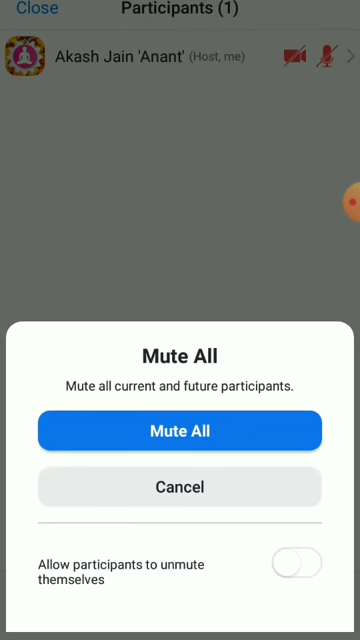 Close Participants (1)
Akash Jain 'Anant' (Host, me)
Mute All
Mute all current and future participants.
Mute All
Cancel
Allow participants to unmute
themselves